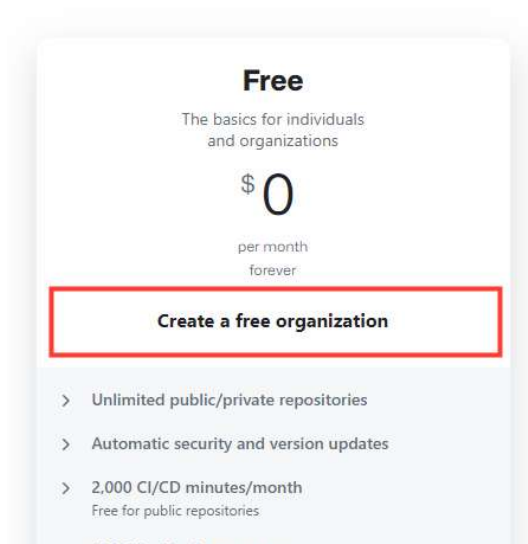 Free
The basics for individuals
and organizations
$ 0
per month
forever
Create a free organization
Unlimited public/private repositories
Automatic security and version updates
2,000 CI/CD minutes/month
Free for public repositories